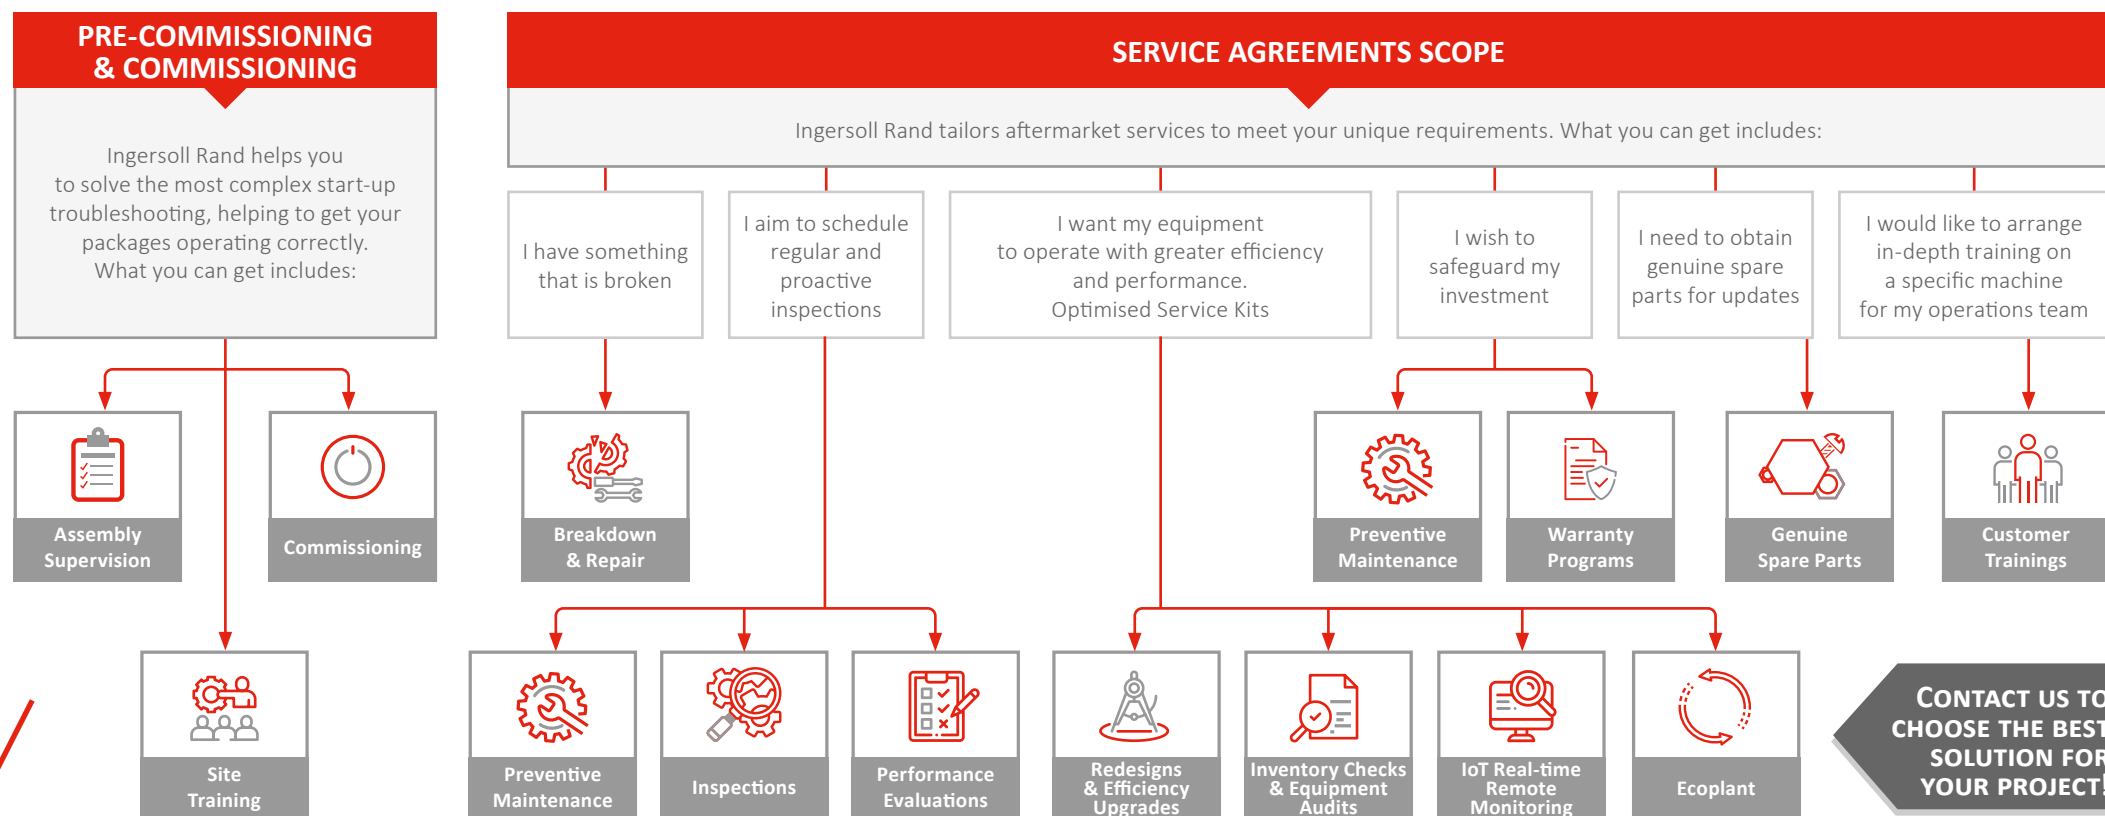 PRE-COMMISSIONING
& COMMISSIONING
Ingersoll Rand helps you
to solve the most complex start-up
troubleshooting, helping to get your
packages operating correctly.
What you can get includes:
Assembly
Supervision
Commissioning
Site
Training
SERVICE AGREEMENTS SCOPE
Ingersoll Rand tailors aftermarket services to meet your unique requirements. What you can get includes:
I have something
that is broken
I aim to schedule
regular and
proactive
inspections
I want my equipment
to operate with greater efficiency
and performance.
Optimised Service Kits
I wish to
safeguard my
investment
I need to obtain
genuine spare
parts for updates
I would like to arrange
in-depth training on
a specific machine
for my operations team
Breakdown
& Repair
Preventive
Maintenance
Warranty
Programs
Genuine
Spare Parts
Customer
Trainings
Preventive
Maintenance
Inspections
Performance
Evaluations
Redesigns
& Efficiency
Upgrades
Inventory Checks
& Equipment
Audits
IoT Real-time
Remote
Monitoring
Ecoplant
CONTACT US TO
CHOOSE THE BEST
SOLUTION FOR
YOUR PROJECT!